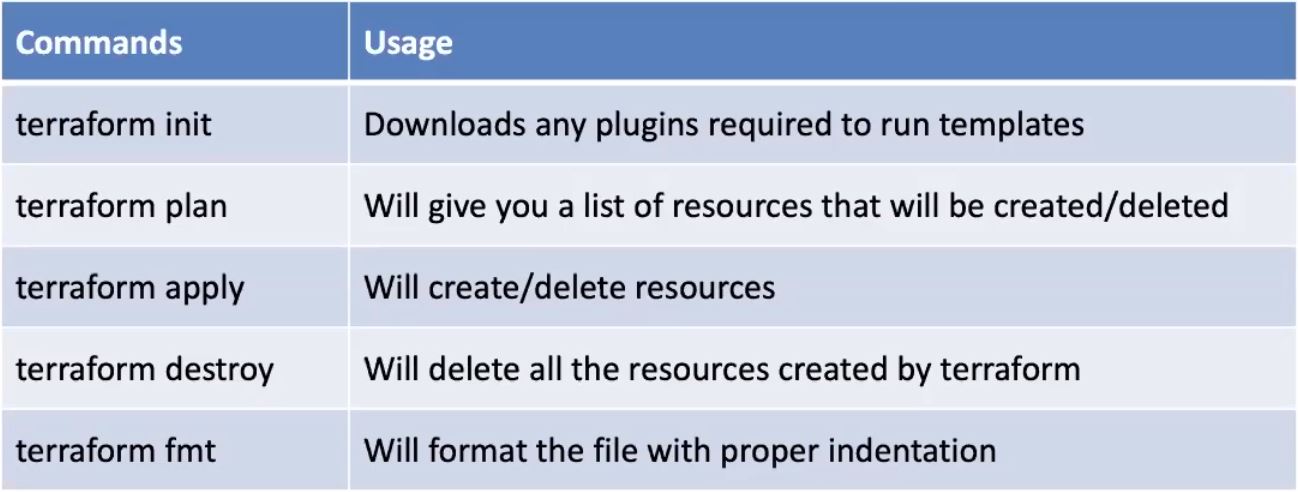 Commands Usage
terraform init Downloads any plugins required to run templates
terraform plan Will give you a list of resources that will be created/deleted
terraform apply Will create/delete resources
terraform destroy Will delete all the resources created by terraform
terraform fmt Will format the file with proper indentation